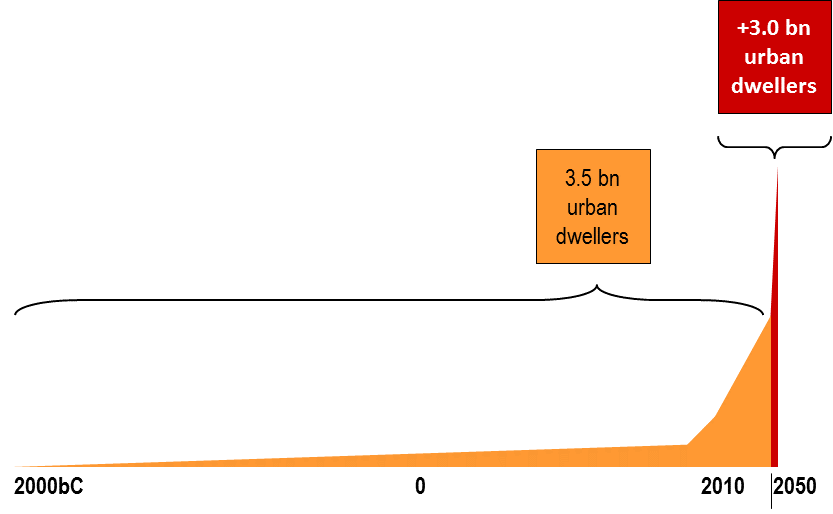 +3.0 bn
urban
dwellers
3.5 bn
urban
dwellers
2000bC 0 2010 2050